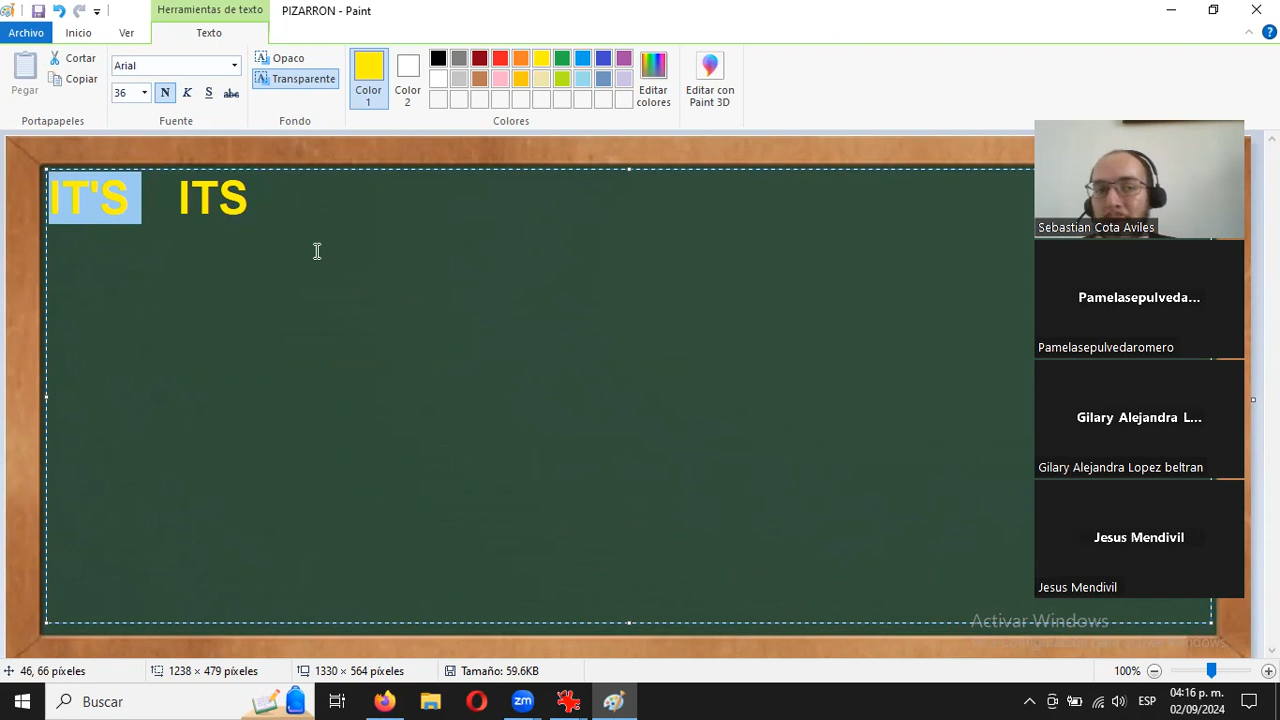 Herramientas de texto
PIZARRON - Paint
Archivo
Inicio
Ver
Texto
Pegar
Cortar
Copiar
Portapapeles
Arial
36
N
K
S
abc
Fuente
Opaco
Transparente
Fondo
Color 1
Color 2
Editar colores
Colores
Editar con Paint 3D
IT'S ITS
Sebastian Cota Aviles
Pamelasepulveda...
Pamelasepulvedaromero
Gilary Alejandra L...
Gilary Alejandra Lopez beltran
Jesus Mendivil
Jesus Mendivil
Activar Windows
46, 66 píxeles
1238 × 479 píxeles
1330 × 564 píxeles
Tamaño: 59.6KB
100%
Buscar
zm
ESP
04:16 p. m.
02/09/2024